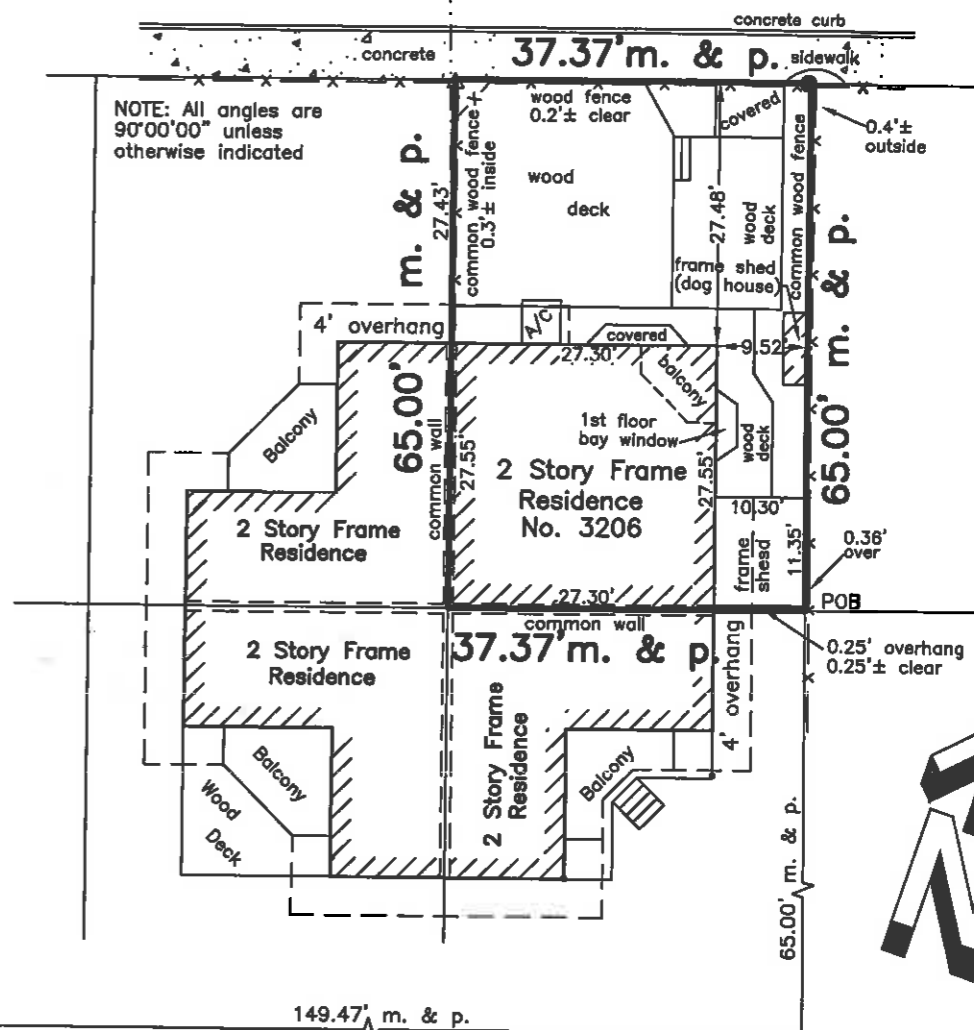 concrete curb
concrete
37.37'm. & p.
sidewalk
NOTE: All angles are
90°00'00" unless
otherwise indicated
wood fence
0.2'± clear
covered
0.4'±
outside
common wood fence
0.3'± inside
27.43'
m. & p.
65.00'
wood
deck
27.48'
wood
deck
common wood fence
m. & p.
65.00'
frame shed
(dog house)
4' overhang
A/C
covered
27.30'
9.52'
balcony
Balcony
1st floor
bay window
wood
deck
common wall
27.55'
27.55'
2 Story Frame
Residence
No. 3206
2 Story Frame
Residence
10.30'
frame
shesd
11.35'
0.36'
over
27.30'
POB
common wall
37.37'm. & p.
0.25' overhang
0.25'± clear
2 Story Frame
Residence
4' overhang
2 Story Frame
Residence
Balcony
Balcony
Wood
Deck
65.00' m. & p.
149.47' m. & p.